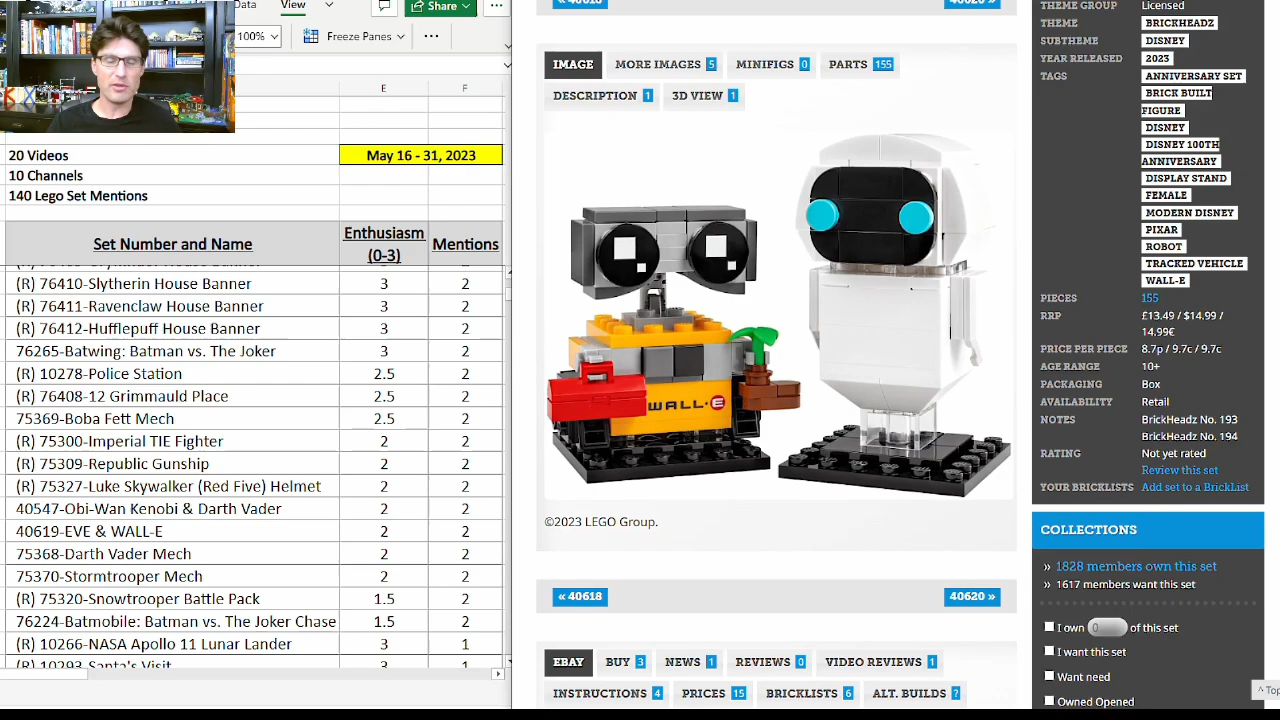 Data
View
Share
100%
Freeze Panes
E
F
20 Videos
May 16 - 31, 2023
10 Channels
140 Lego Set Mentions
Set Number and Name
Enthusiasm (0-3)
Mentions
(R) 76410-Slytherin House Banner 3 2
(R) 76411-Ravenclaw House Banner 3 2
(R) 76412-Hufflepuff House Banner 3 2
76265-Batwing: Batman vs. The Joker 3 2
(R) 10278-Police Station 2.5 2
(R) 76408-12 Grimmauld Place 2.5 2
75369-Boba Fett Mech 2.5 2
(R) 75300-Imperial TIE Fighter 2 2
(R) 75309-Republic Gunship 2 2
(R) 75327-Luke Skywalker (Red Five) Helmet 2 2
40547-Obi-Wan Kenobi & Darth Vader 2 2
40619-EVE & WALL-E 2 2
75368-Darth Vader Mech 2 2
75370-Stormtrooper Mech 2 2
(R) 75320-Snowtrooper Battle Pack 1.5 2
76224-Batmobile: Batman vs. The Joker Chase 1.5 2
(R) 10266-NASA Apollo 11 Lunar Lander 3 1
(R) 10293-Santa's Visit 3 1
« 40618
40620 »
IMAGE
MORE IMAGES 5
MINIFIGS 0
PARTS 155
DESCRIPTION 1
3D VIEW 1
WALL·E
©2023 LEGO Group.
« 40618
40620 »
EBAY
BUY 3
NEWS 1
REVIEWS 0
VIDEO REVIEWS 1
INSTRUCTIONS 4
PRICES 15
BRICKLISTS 6
ALT. BUILDS ?
THEME GROUP Licensed
THEME BRICKHEADZ
SUBTHEME DISNEY
YEAR RELEASED 2023
TAGS ANNIVERSARY SET
BRICK BUILT
FIGURE
DISNEY
DISNEY 100TH
ANNIVERSARY
DISPLAY STAND
FEMALE
MODERN DISNEY
PIXAR
ROBOT
TRACKED VEHICLE
WALL-E
PIECES 155
RRP £13.49 / $14.99 /
14.99€
PRICE PER PIECE 8.7p / 9.7c / 9.7c
AGE RANGE 10+
PACKAGING Box
AVAILABILITY Retail
NOTES BrickHeadz No. 193
BrickHeadz No. 194
RATING Not yet rated
Review this set
YOUR BRICKLISTS Add set to a BrickList
COLLECTIONS
» 1828 members own this set
» 1617 members want this set
I own 0 of this set
I want this set
Want need
Owned Opened
^ Top